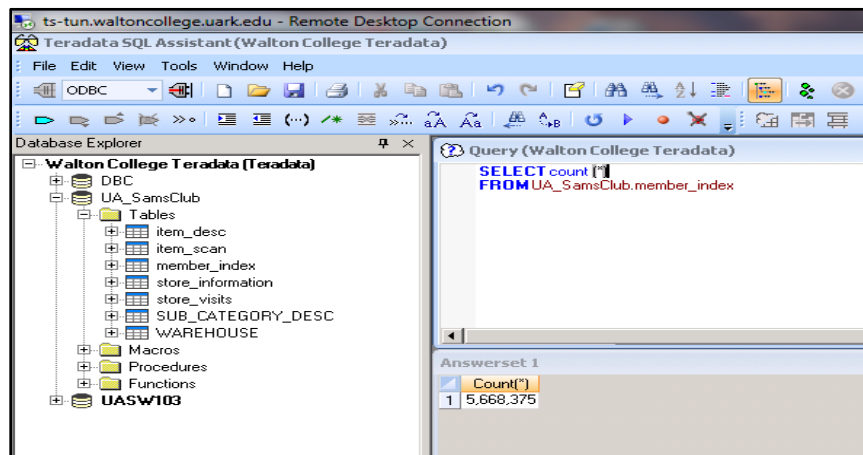 ts-tun.waltoncollege.uark.edu - Remote Desktop Connection
Teradata SQL Assistant (Walton College Teradata)
File Edit View Tools Window Help
ODBC
Database Explorer
Walton College Teradata (Teradata)
DBC
UA_SamsClub
Tables
item_desc
item_scan
member_index
store_information
store_visits
SUB_CATEGORY_DESC
WAREHOUSE
Macros
Procedures
Functions
UASW103
Query (Walton College Teradata)
SELECT count (*)
FROM UA_SamsClub.member_index
Answerset 1
Count(*)
1 5,668,375